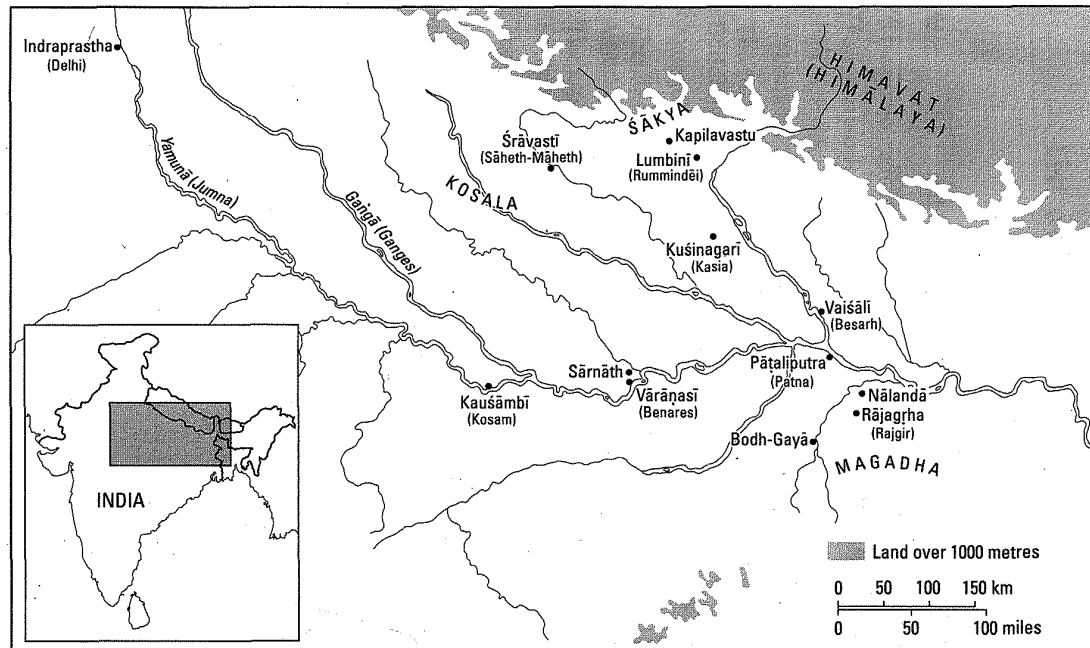 Indraprastha
(Delhi)
HIMAVAT
(HIMĀLAYA)
ŚĀKYA
Kapilavastu
Śrāvastī
(Sāheth-Māheth)
Lumbinī
(Rummindēi)
Yamunā (Jumna)
Gaṅgā (Ganges)
KOSALA
Kuśinagarī
(Kasia)
Vaiśālī
(Besarh)
Sārnāth
Pāṭaliputra
(Patna)
Kauśāmbī
(Kosam)
Vārāṇasī
(Benares)
Nālandā
Rājagṛha
(Rajgir)
Bodh-Gayā
MAGADHA
INDIA
Land over 1000 metres
0 50 100 150 km
0 50 100 miles